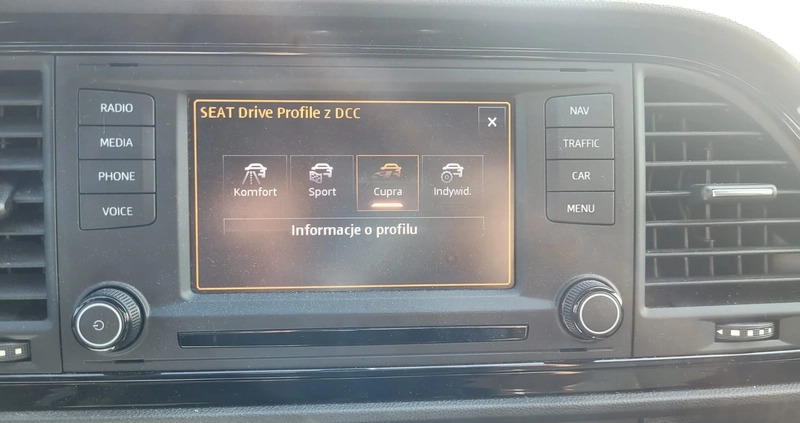 RADIO
MEDIA
PHONE
VOICE
SEAT Drive Profile z DCC
Komfort
Sport
Cupra
Indywid.
Informacje o profilu
NAV
TRAFFIC
CAR
MENU